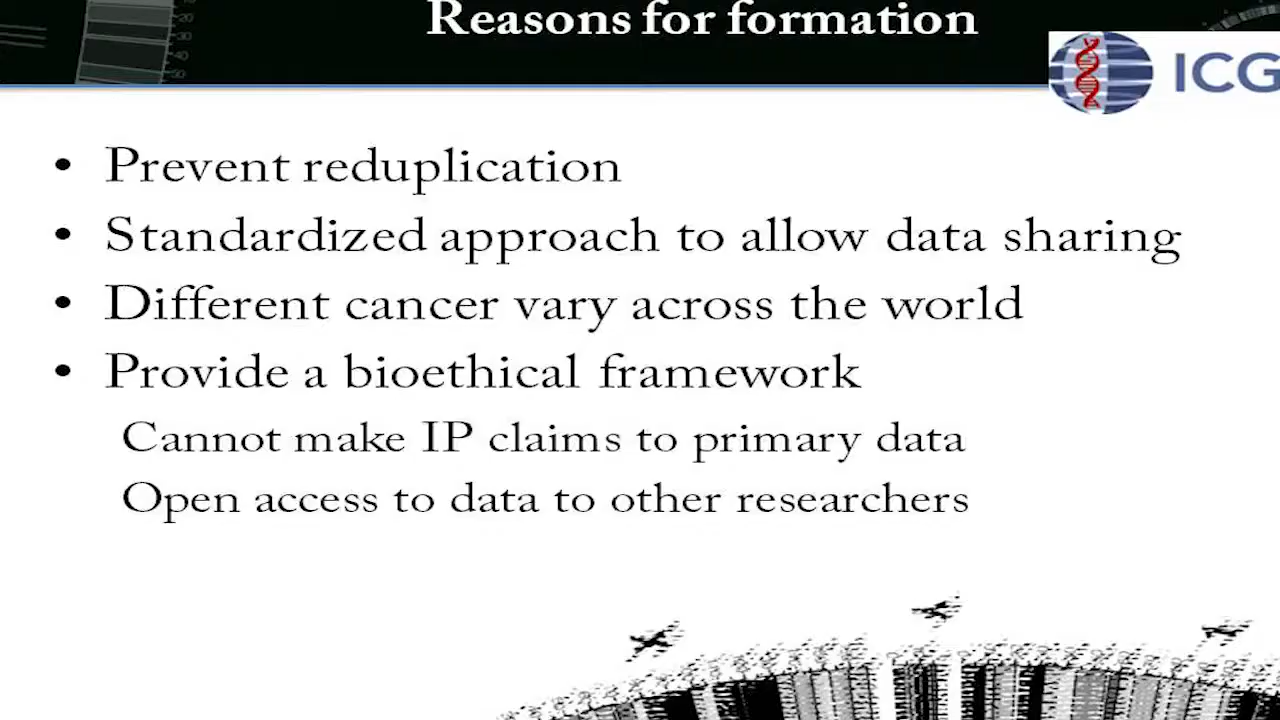 Reasons for formation
ICG
• Prevent reduplication
• Standardized approach to allow data sharing
• Different cancer vary across the world
• Provide a bioethical framework
Cannot make IP claims to primary data
Open access to data to other researchers